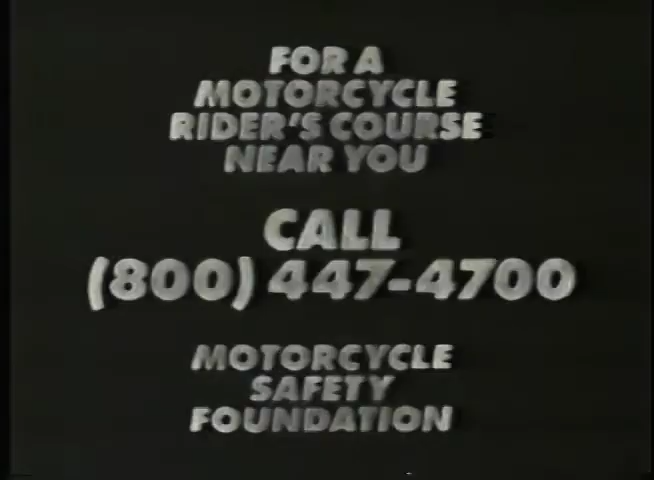 FOR A
MOTORCYCLE
RIDER'S COURSE
NEAR YOU
CALL
(800) 447-4700
MOTORCYCLE
SAFETY
FOUNDATION